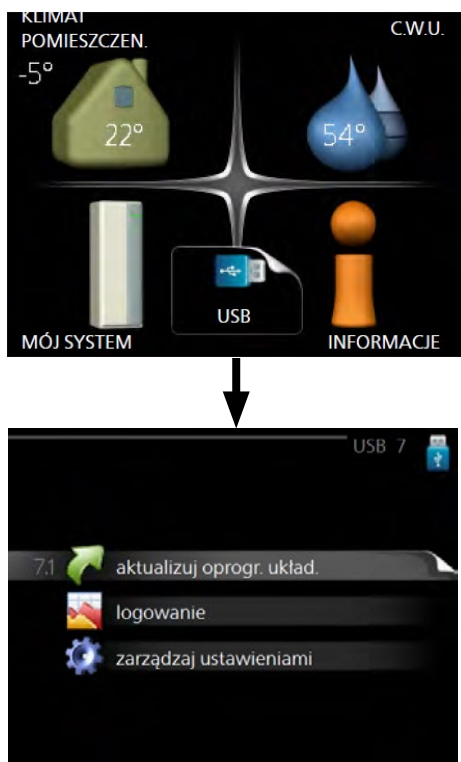 KLIMAT
POMIESZCZEN.
C.W.U.
-5°
22°
54°
USB
MÓJ SYSTEM
INFORMACJE
USB 7
7.1 aktualizuj oprogr. układ.
logowanie
zarządzaj ustawieniami